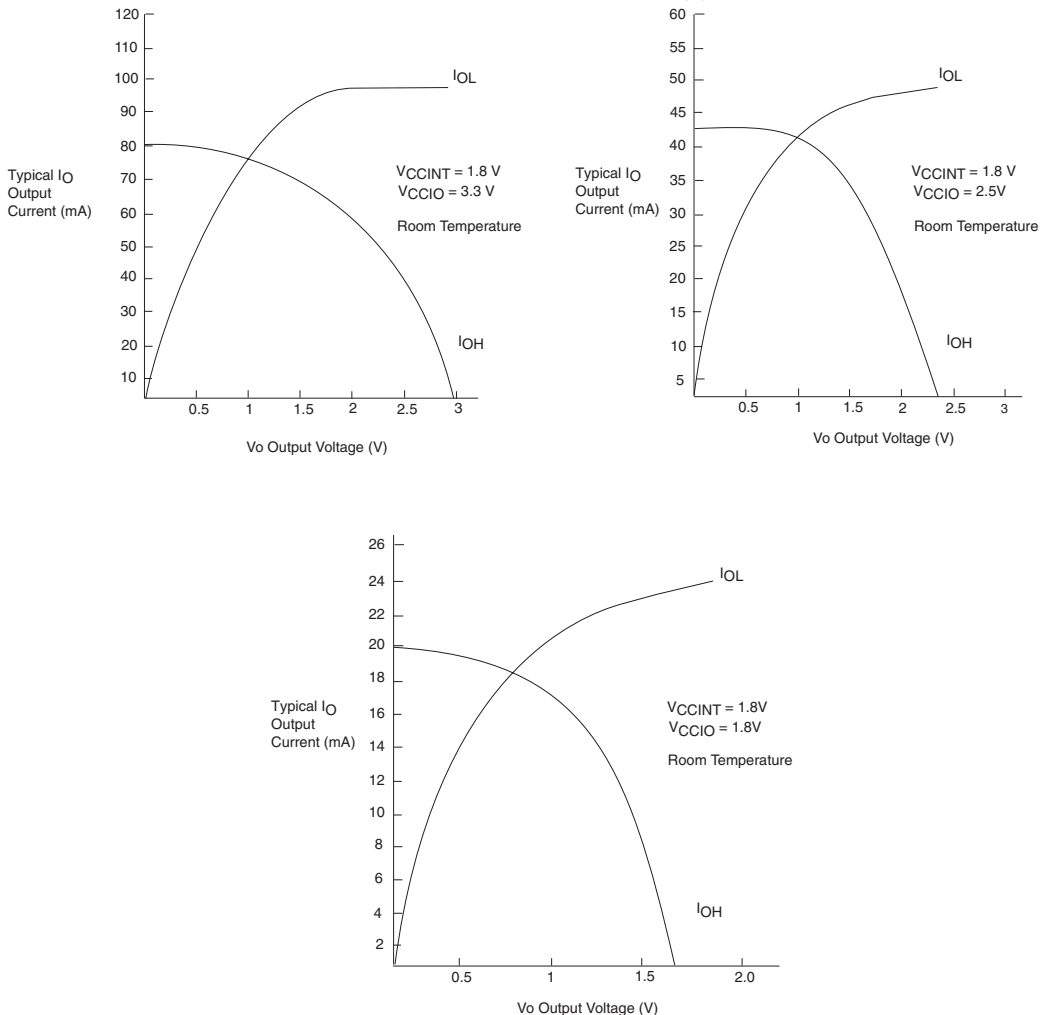 120
110
100
90
80
70
60
50
40
30
20
10
Typical IO
Output
Current (mA)
IOL
VCCINT = 1.8 V
VCCIO = 3.3 V
Room Temperature
IOH
0.5 1 1.5 2 2.5 3
Vo Output Voltage (V)
60
55
50
45
40
35
30
25
20
15
10
5
Typical IO
Output
Current (mA)
IOL
VCCINT = 1.8 V
VCCIO = 2.5V
Room Temperature
IOH
0.5 1 1.5 2 2.5 3
Vo Output Voltage (V)
26
24
22
20
18
16
14
12
10
8
6
4
2
Typical IO
Output
Current (mA)
IOL
VCCINT = 1.8V
VCCIO = 1.8V
Room Temperature
IOH
0.5 1 1.5 2.0
Vo Output Voltage (V)